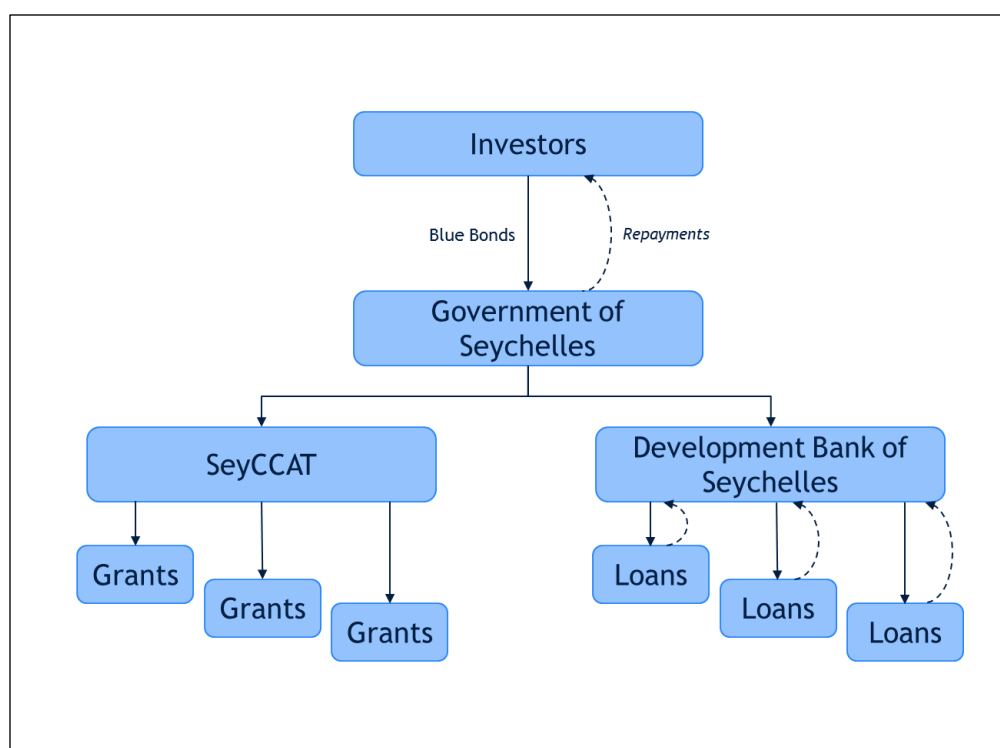 Investors
Blue Bonds
Repayments
Government of
Seychelles
SeyCCAT
Development Bank of
Seychelles
Grants
Grants
Grants
Loans
Loans
Loans